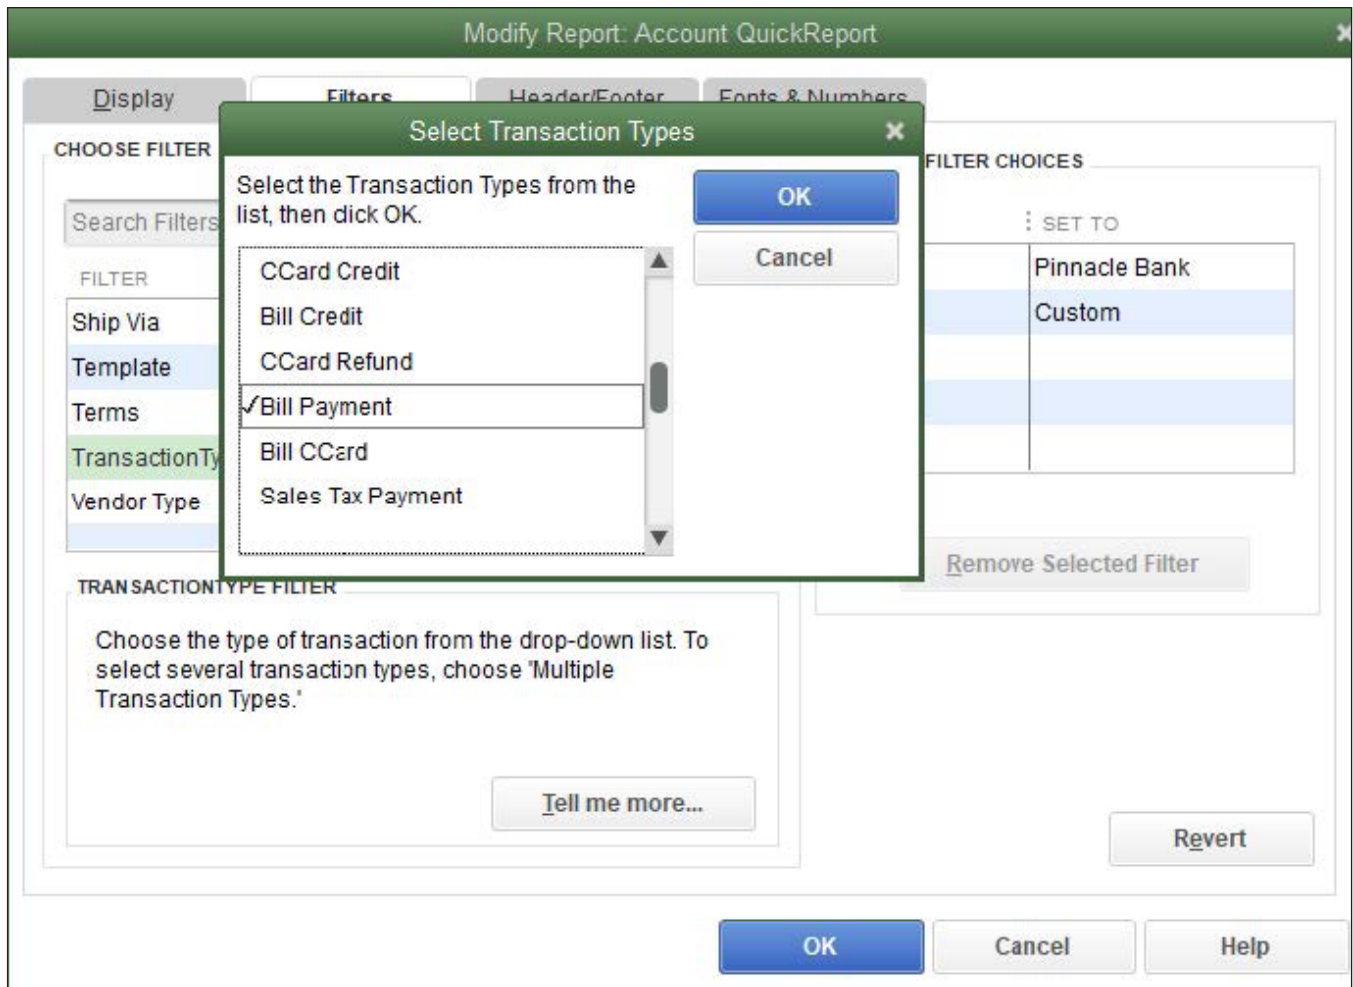 Modify Report: Account QuickReport
Display
Filters
Header/Footer
Fonts & Numbers
Select Transaction Types
CHOOSE FILTER
FILTER CHOICES
Select the Transaction Types from the
list, then click OK.
OK
Cancel
Search Filters
SET TO
FILTER
CCard Credit
Bill Credit
CCard Refund
✓Bill Payment
Bill CCard
Sales Tax Payment
Pinnacle Bank
Custom
Ship Via
Template
Terms
TransactionTy
Vendor Type
Remove Selected Filter
TRANSACTIONTYPE FILTER
Choose the type of transaction from the drop-down list. To
select several transaction types, choose 'Multiple
Transaction Types.'
Tell me more...
Revert
OK
Cancel
Help